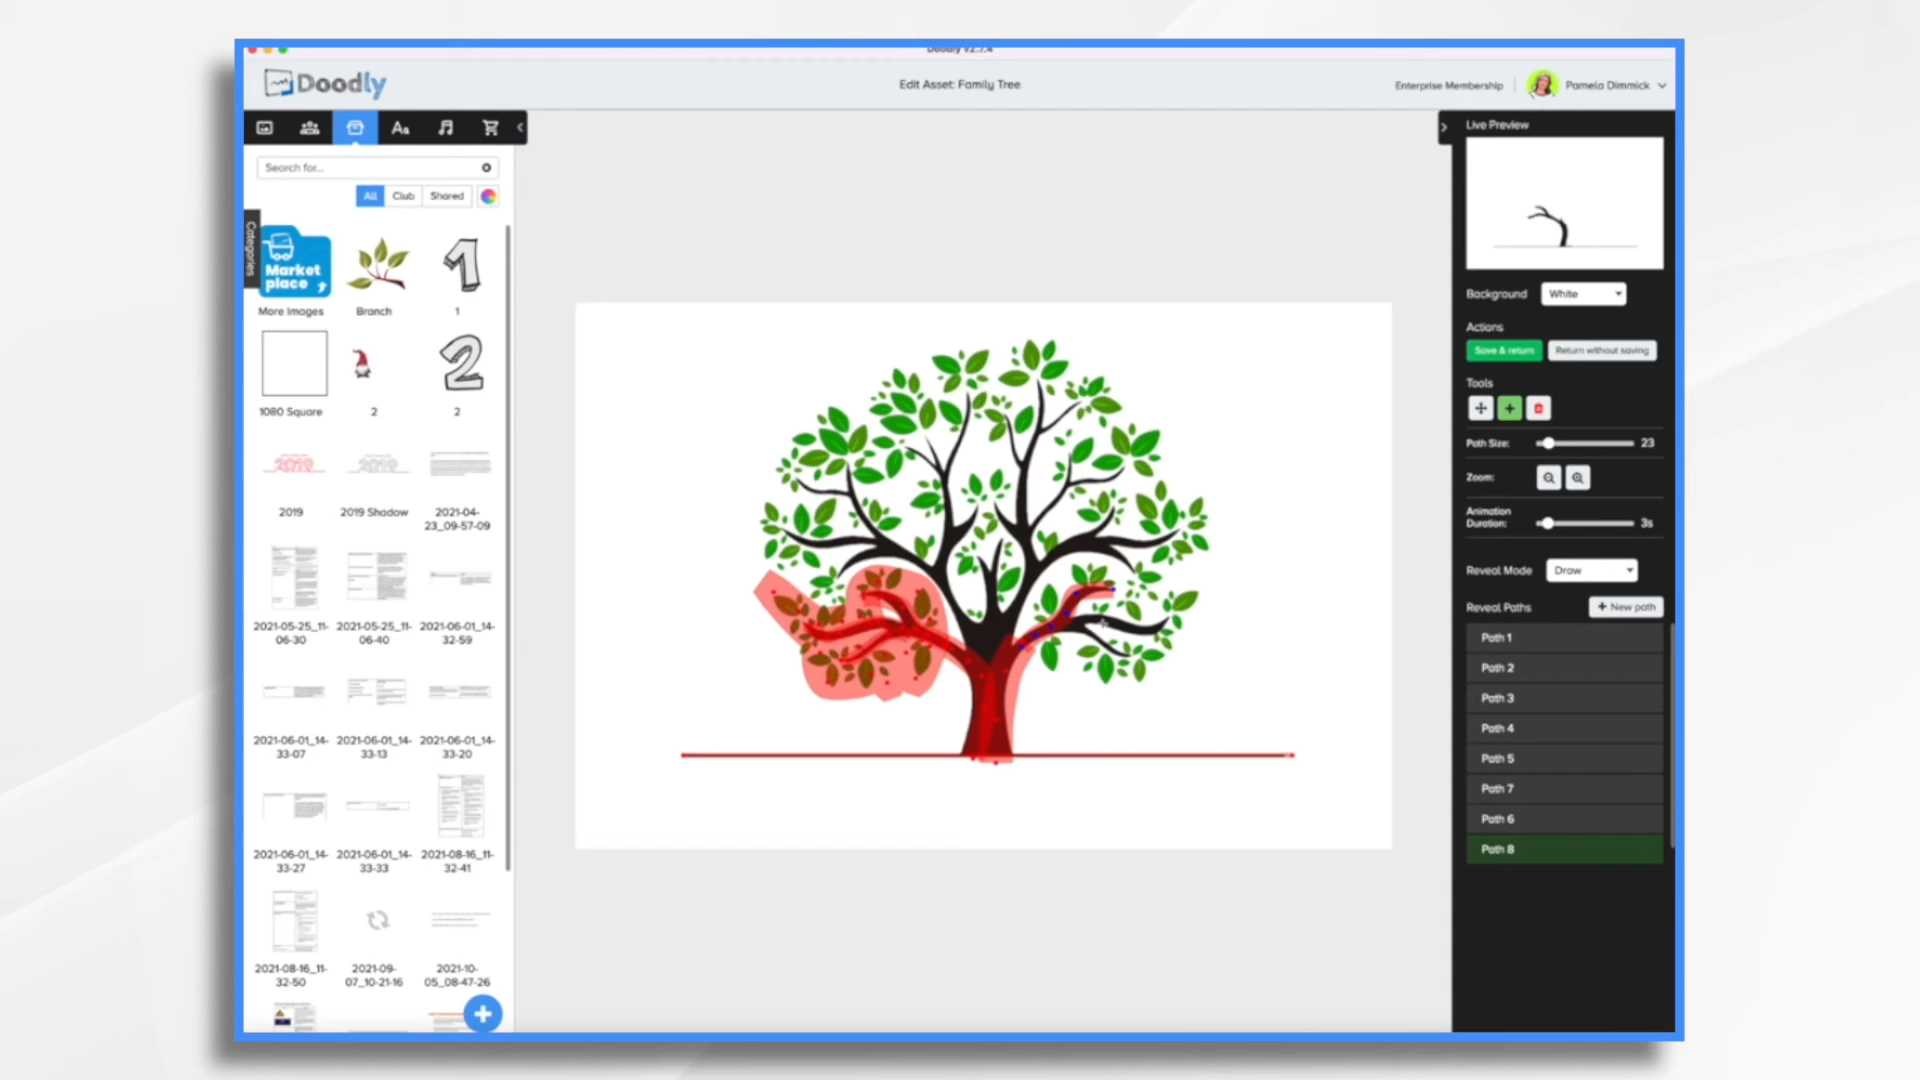 Doodly v2.7.4
Doodly
Edit Asset: Family Tree
Enterprise Membership
Pamela Dimmick
Aa
Search for...
All
Club
Shared
Categories
Market
place
More Images
Branch
1
1080 Square
2
2
2019
2019 Shadow
2021-04-
23_09-57-09
2021-05-25_11-
06-30
2021-05-25_11-
06-40
2021-06-01_14-
32-59
2021-06-01_14-
33-07
2021-06-01_14-
33-13
2021-06-01_14-
33-20
2021-06-01_14-
33-27
2021-06-01_14-
33-33
2021-08-16_11-
32-41
2021-08-16_11-
32-50
2021-09-
07_10-21-16
2021-10-
05_08-47-26
Live Preview
Background
White
Actions
Save & return
Return without saving
Tools
Path Size:
23
Zoom:
Animation
Duration:
3s
Reveal Mode
Draw
Reveal Paths
+ New path
Path 1
Path 2
Path 3
Path 4
Path 5
Path 7
Path 6
Path 8